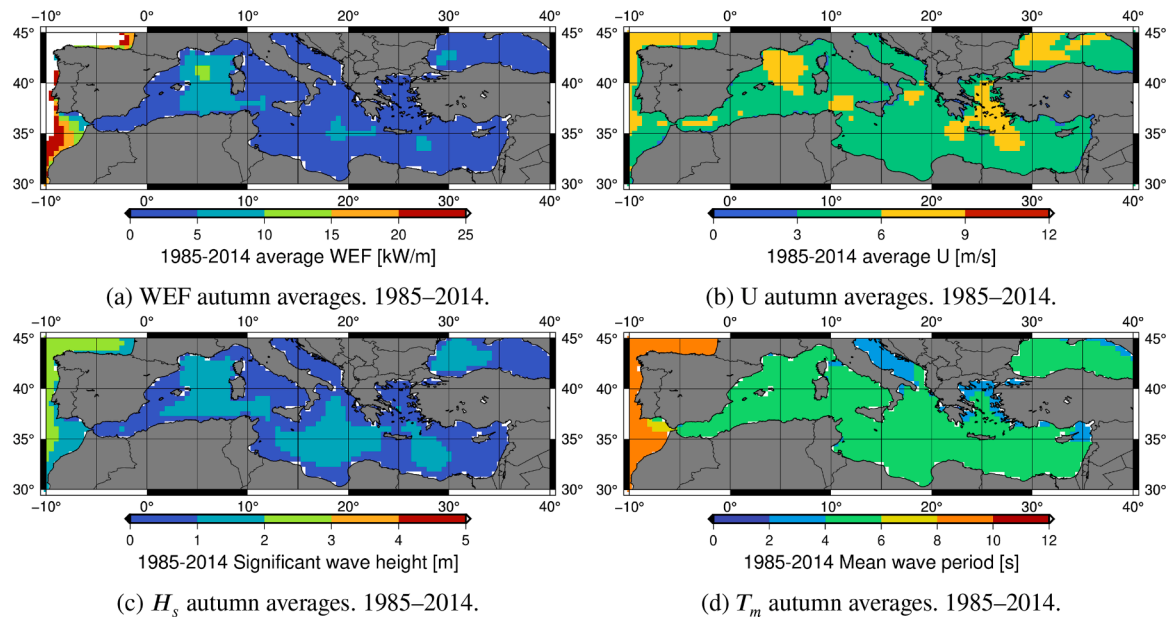 −10° 0° 10° 20° 30° 40°
45° 45°
40° 40°
35° 35°
30° 30°
−10° 0° 10° 20° 30° 40°
0 5 10 15 20 25
1985-2014 average WEF [kW/m]
(a) WEF autumn averages. 1985–2014.
−10° 0° 10° 20° 30° 40°
45° 45°
40° 40°
35° 35°
30° 30°
−10° 0° 10° 20° 30° 40°
0 3 6 9 12
1985-2014 average U [m/s]
(b) U autumn averages. 1985–2014.
−10° 0° 10° 20° 30° 40°
45° 45°
40° 40°
35° 35°
30° 30°
−10° 0° 10° 20° 30° 40°
0 1 2 3 4 5
1985-2014 Significant wave height [m]
(c) H_s autumn averages. 1985–2014.
−10° 0° 10° 20° 30° 40°
45° 45°
40° 40°
35° 35°
30° 30°
−10° 0° 10° 20° 30° 40°
0 2 4 6 8 10 12
1985-2014 Mean wave period [s]
(d) T_m autumn averages. 1985–2014.